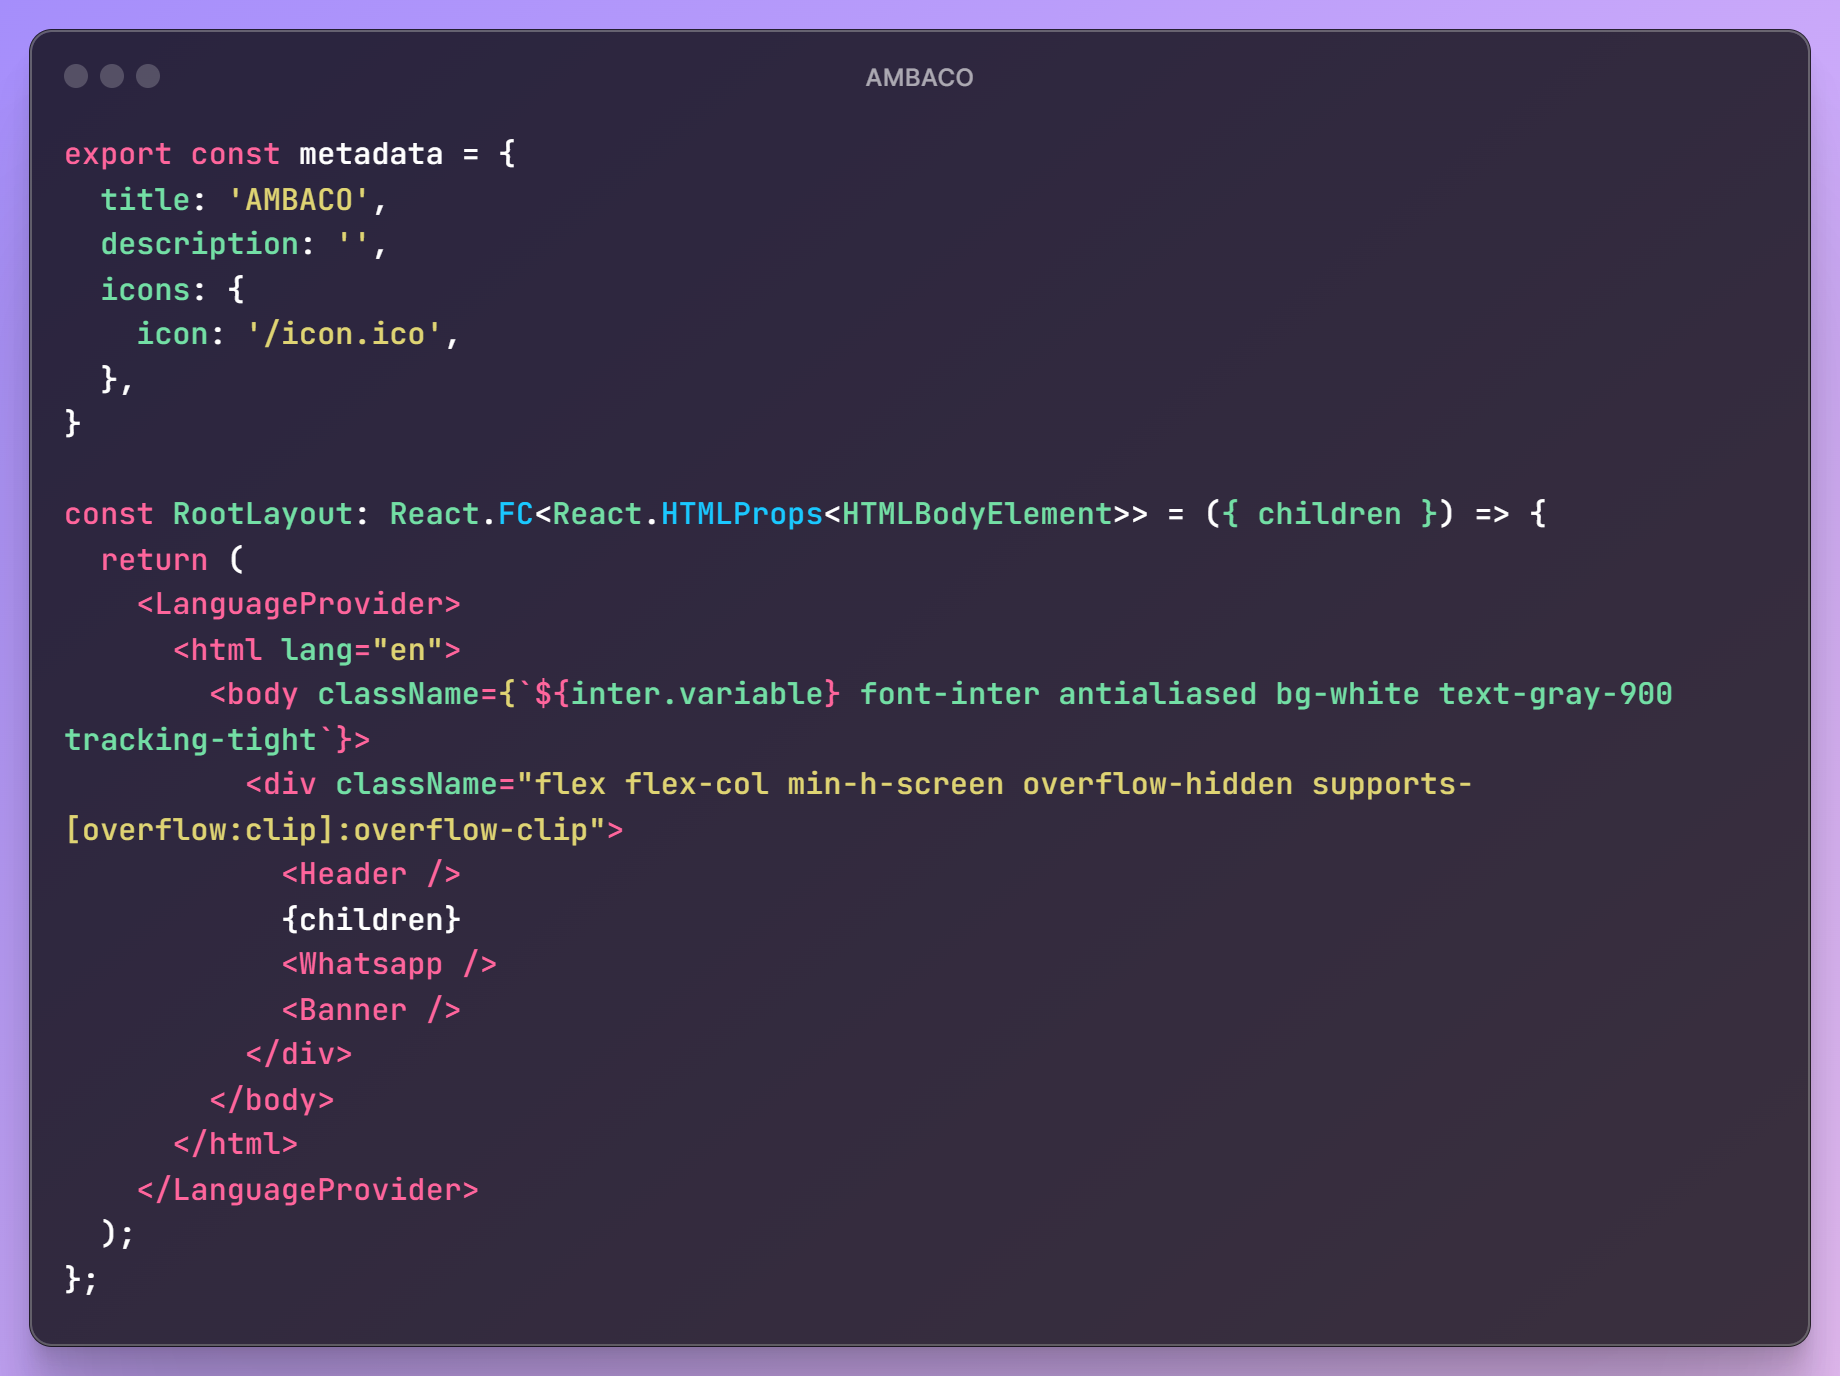 AMBACO
export const metadata = {
  title: 'AMBACO',
  description: '',
  icons: {
    icon: '/icon.ico',
  },
}

const RootLayout: React.FC<React.HTMLProps<HTMLBodyElement>> = ({ children }) => {
  return (
    <LanguageProvider>
      <html lang="en">
        <body className={`${inter.variable} font-inter antialiased bg-white text-gray-900
tracking-tight`}>
          <div className="flex flex-col min-h-screen overflow-hidden supports-
[overflow:clip]:overflow-clip">
            <Header />
            {children}
            <Whatsapp />
            <Banner />
          </div>
        </body>
      </html>
    </LanguageProvider>
  );
};